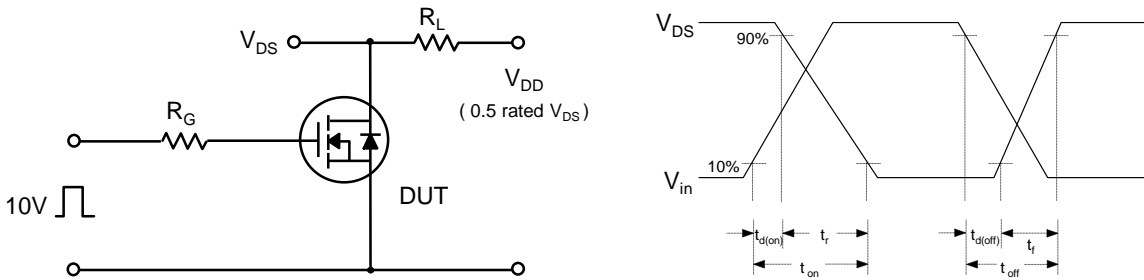 R_L
V_DS
V_DD
( 0.5 rated V_DS )
R_G
DUT
10V
V_DS
90%
10%
V_in
t_d(on)
t_r
t_on
t_d(off)
t_f
t_off